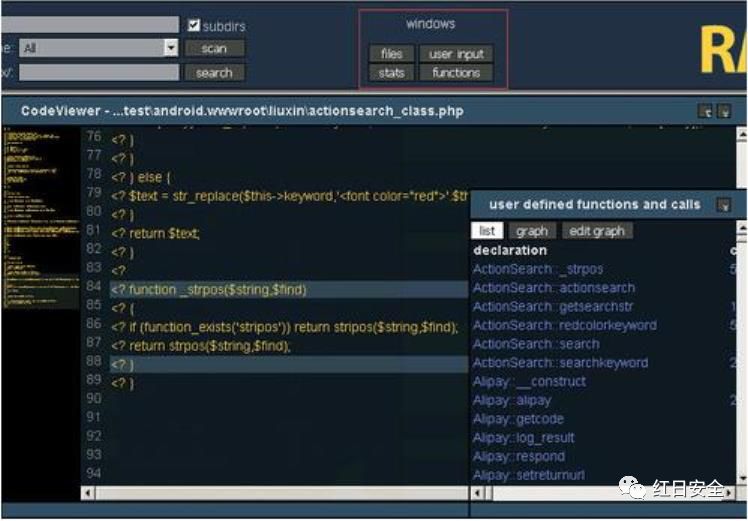 subdirs
All
scan
search
windows
files
user input
stats
functions
RA
CodeViewer - ...test\android.wwwroot\liuxin\actionsearch_class.php
76
77 <? }
78 <? } else {
79 <? $text = str_replace($this->keyword,'<font color="red">'.$th
80 <? }
81 <? return $text;
82 <? }
83 <?
84 <? function _strpos($string,$find)
85 <? {
86 <? if (function_exists('stripos')) return stripos($string,$find);
87 <? return strpos($string,$find);
88 <? }
89 <? }
90
91
92
93
94
user defined functions and calls
list
graph
edit graph
declaration
ActionSearch::_strpos
ActionSearch::actionsearch
ActionSearch::getsearchstr
ActionSearch::redcolorkeyword
ActionSearch::search
ActionSearch::searchkeyword
Alipay::__construct
Alipay::alipay
Alipay::getcode
Alipay::log_result
Alipay::respond
Alipay::setreturnurl
红日安全